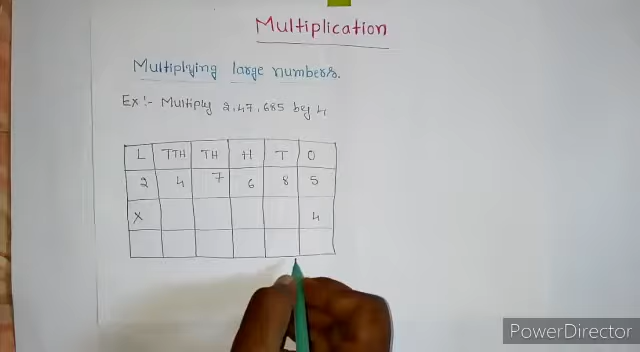 Multiplication
Multiplying large numbers.
Ex:- Multiply 2,47,685 by 4
L TTH TH H T O
2 4 7 6 8 5
X 4
PowerDirector